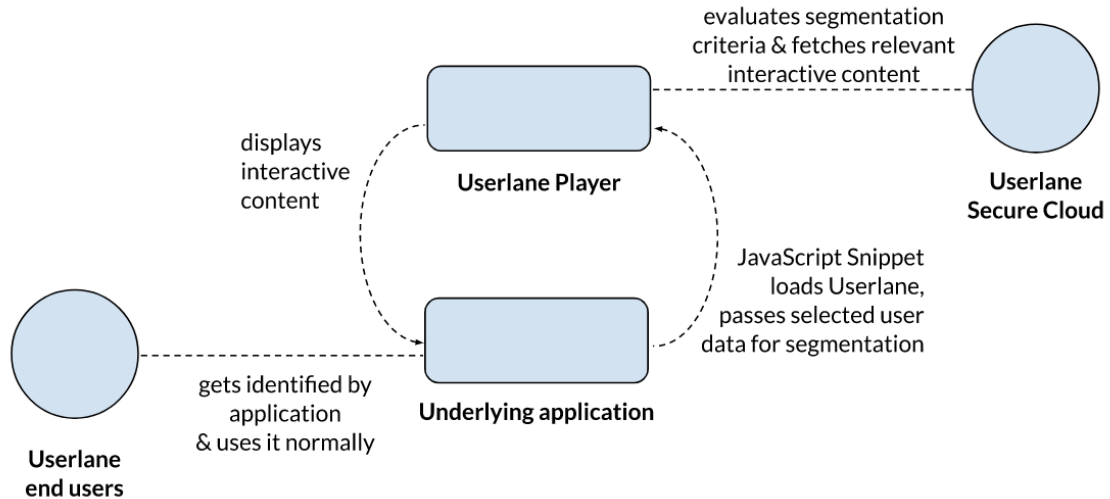 evaluates segmentation
criteria & fetches relevant
interactive content
displays
interactive
content
Userlane Player
Userlane
Secure Cloud
JavaScript Snippet
loads Userlane,
passes selected user
data for segmentation
gets identified by
application
& uses it normally
Underlying application
Userlane
end users